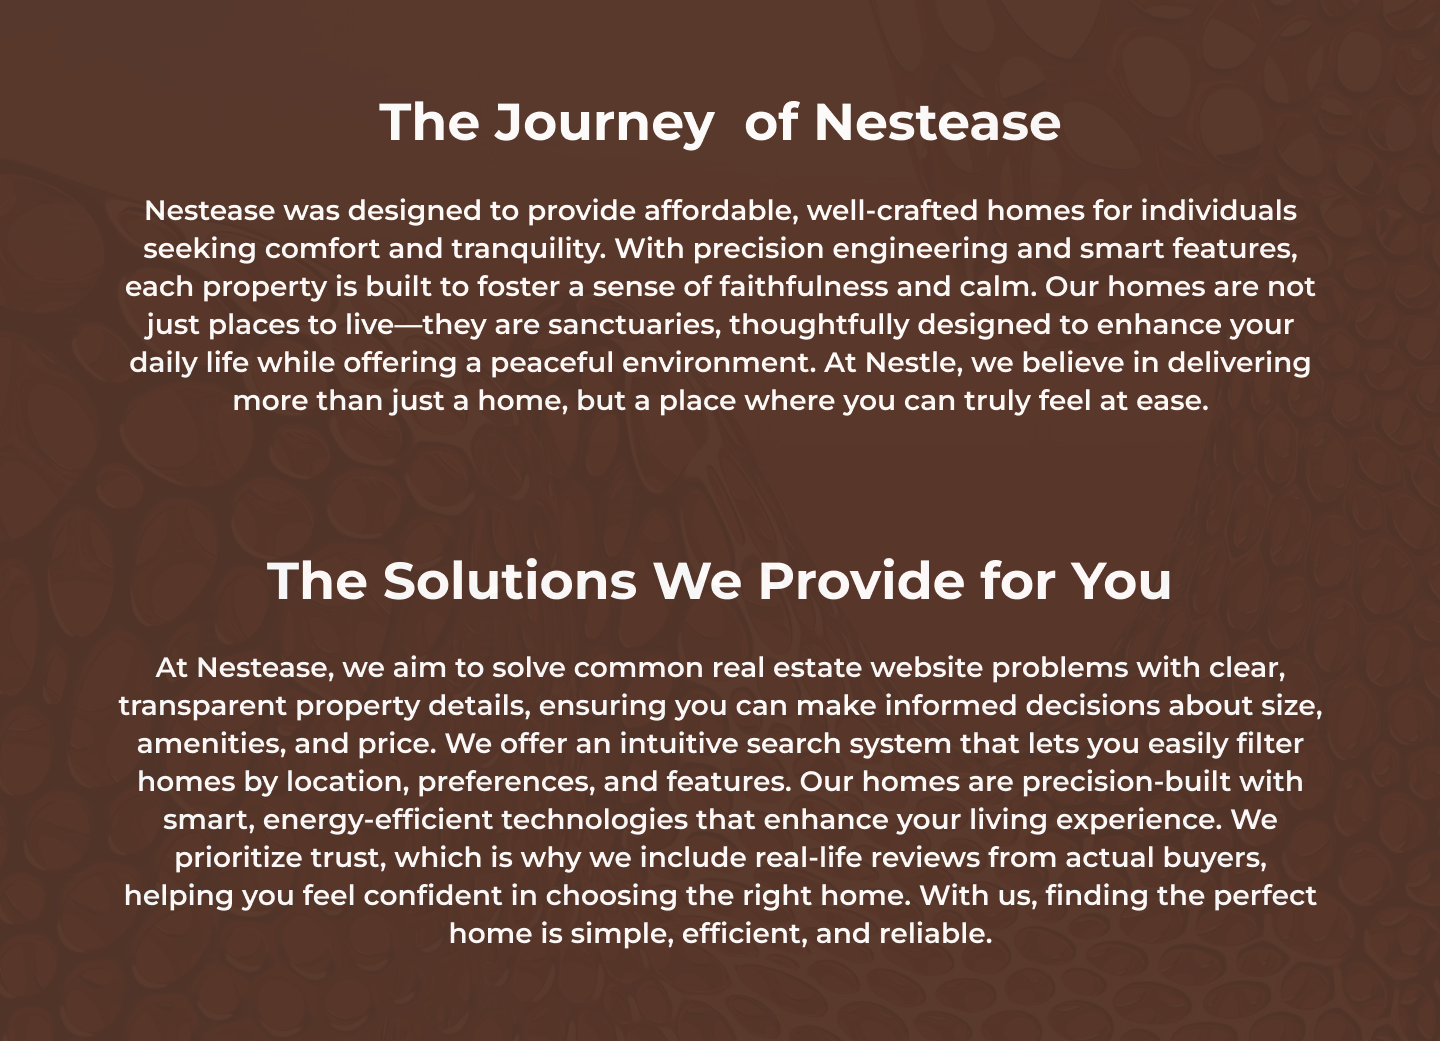 The Journey  of Nestease
Nestease was designed to provide affordable, well-crafted homes for individuals
seeking comfort and tranquility. With precision engineering and smart features,
each property is built to foster a sense of faithfulness and calm. Our homes are not
just places to live—they are sanctuaries, thoughtfully designed to enhance your
daily life while offering a peaceful environment. At Nestle, we believe in delivering
more than just a home, but a place where you can truly feel at ease.
The Solutions We Provide for You
At Nestease, we aim to solve common real estate website problems with clear,
transparent property details, ensuring you can make informed decisions about size,
amenities, and price. We offer an intuitive search system that lets you easily filter
homes by location, preferences, and features. Our homes are precision-built with
smart, energy-efficient technologies that enhance your living experience. We
prioritize trust, which is why we include real-life reviews from actual buyers,
helping you feel confident in choosing the right home. With us, finding the perfect
home is simple, efficient, and reliable.